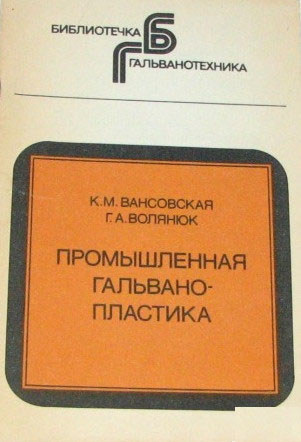 БИБЛИОТЕЧКА
ГАЛЬВАНОТЕХНИКА
К.М. ВАНСОВСКАЯ
Г.А. ВОЛЯНЮК
ПРОМЫШЛЕННАЯ
ГАЛЬВАНО-
ПЛАСТИКА